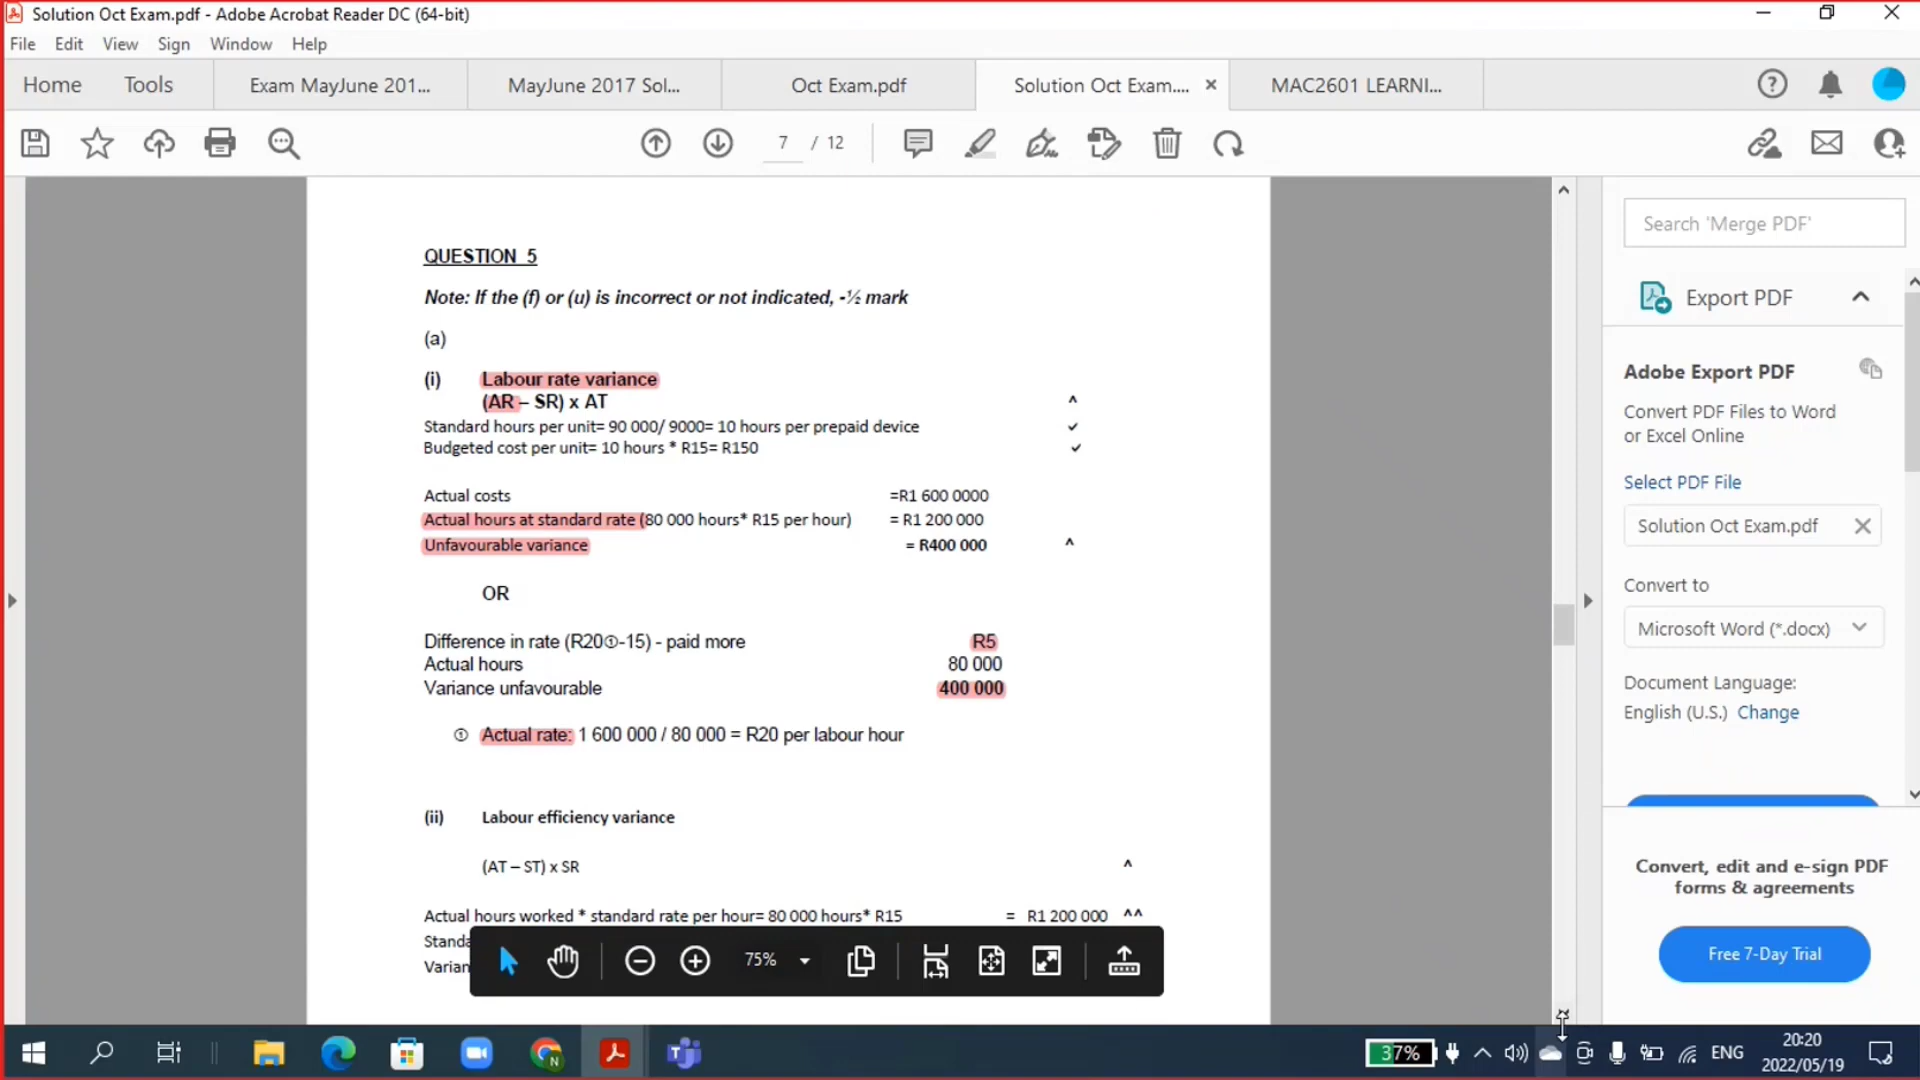 Solution Oct Exam.pdf - Adobe Acrobat Reader DC (64-bit)
File Edit View Sign Window Help
Home Tools Exam MayJune 201... MayJune 2017 Sol... Oct Exam.pdf Solution Oct Exam.... MAC2601 LEARNI...
7 / 12
QUESTION 5
Note: If the (f) or (u) is incorrect or not indicated, -½ mark
(a)
(i) Labour rate variance
(AR – SR) x AT ^
Standard hours per unit= 90 000/ 9000= 10 hours per prepaid device ✓
Budgeted cost per unit= 10 hours * R15= R150 ✓
Actual costs =R1 600 0000
Actual hours at standard rate (80 000 hours* R15 per hour) = R1 200 000
Unfavourable variance = R400 000 ^
OR
Difference in rate (R20①-15) - paid more R5
Actual hours 80 000
Variance unfavourable 400 000
① Actual rate: 1 600 000 / 80 000 = R20 per labour hour
(ii) Labour efficiency variance
(AT – ST) x SR ^
Actual hours worked * standard rate per hour= 80 000 hours* R15 = R1 200 000 ^^
Standa
Varian
75%
Search 'Merge PDF'
Export PDF
Adobe Export PDF
Convert PDF Files to Word
or Excel Online
Select PDF File
Solution Oct Exam.pdf
Convert to
Microsoft Word (*.docx)
Document Language:
English (U.S.) Change
Convert, edit and e-sign PDF
forms & agreements
Free 7-Day Trial
37% ENG 20:20
2022/05/19